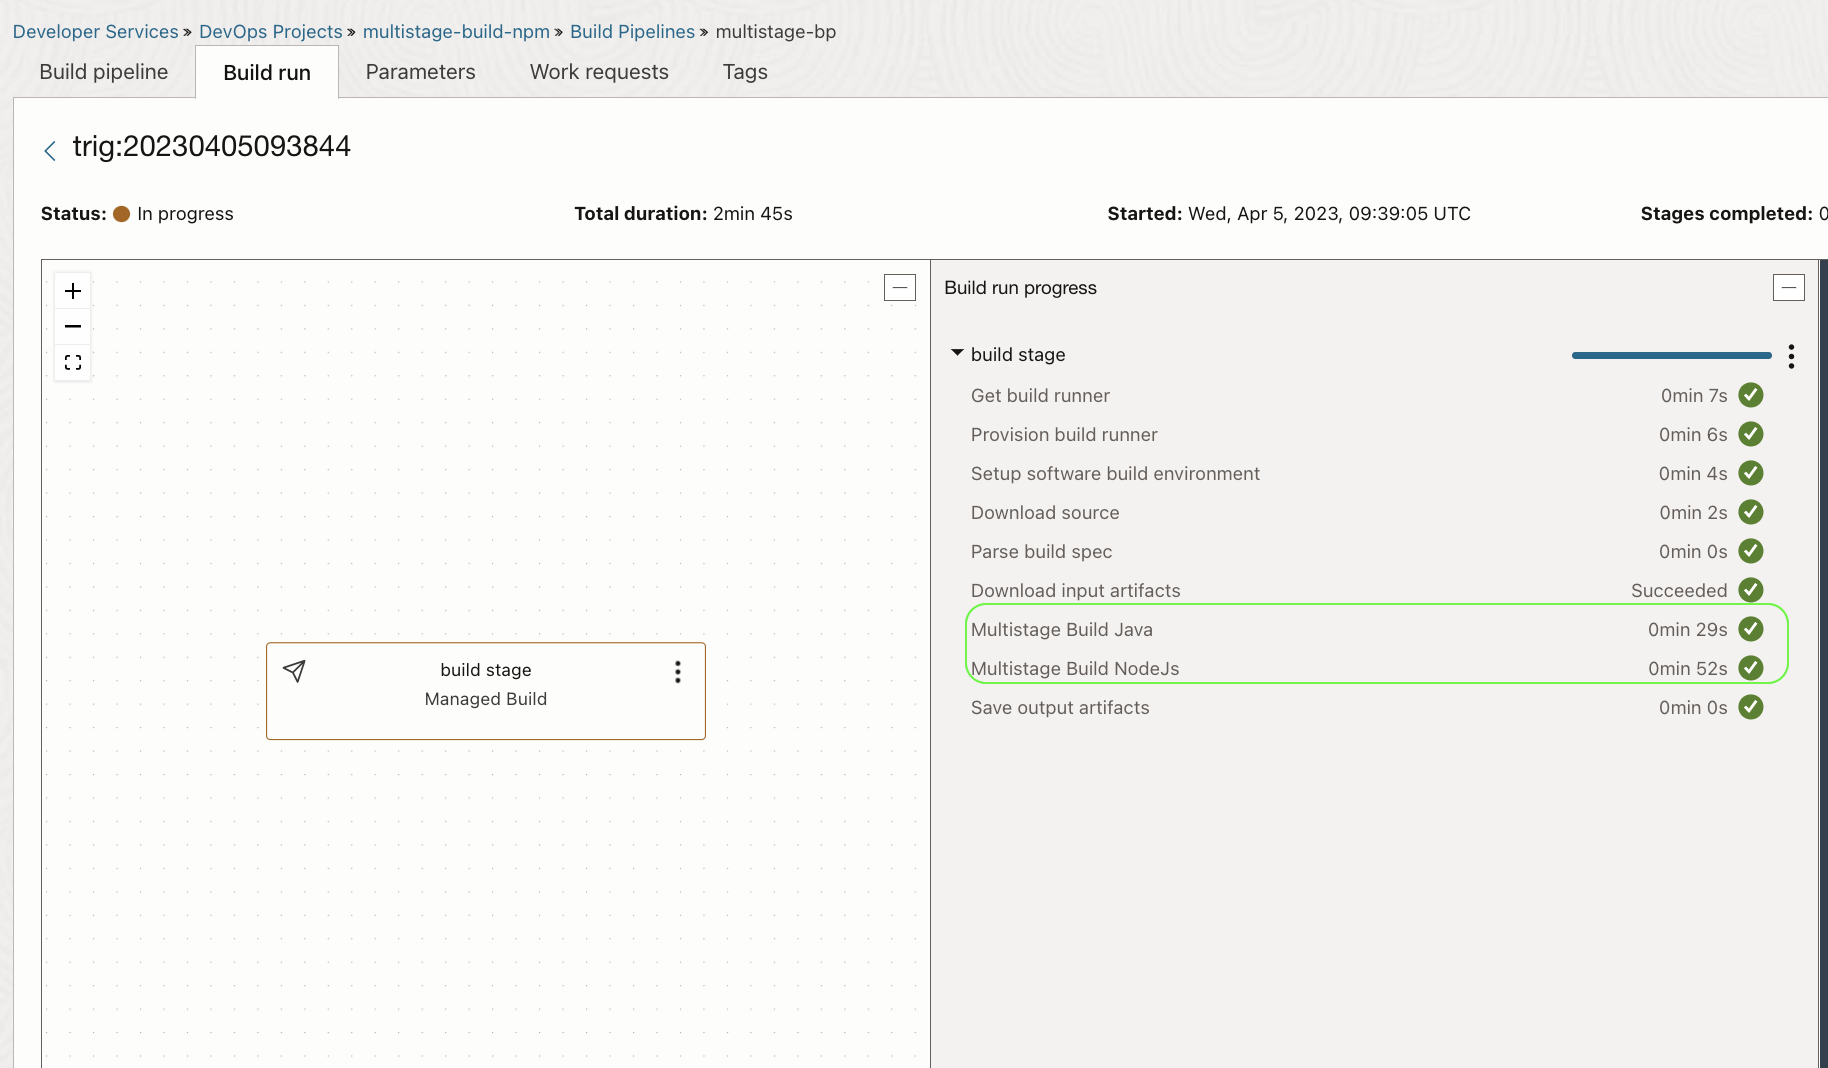 Developer Services » DevOps Projects » multistage-build-npm » Build Pipelines » multistage-bp
Build pipeline Build run Parameters Work requests Tags
trig:20230405093844
Status: In progress Total duration: 2min 45s Started: Wed, Apr 5, 2023, 09:39:05 UTC Stages completed: 0
Build run progress
build stage
Get build runner 0min 7s
Provision build runner 0min 6s
Setup software build environment 0min 4s
Download source 0min 2s
Parse build spec 0min 0s
Download input artifacts Succeeded
Multistage Build Java 0min 29s
Multistage Build NodeJs 0min 52s
Save output artifacts 0min 0s
build stage
Managed Build